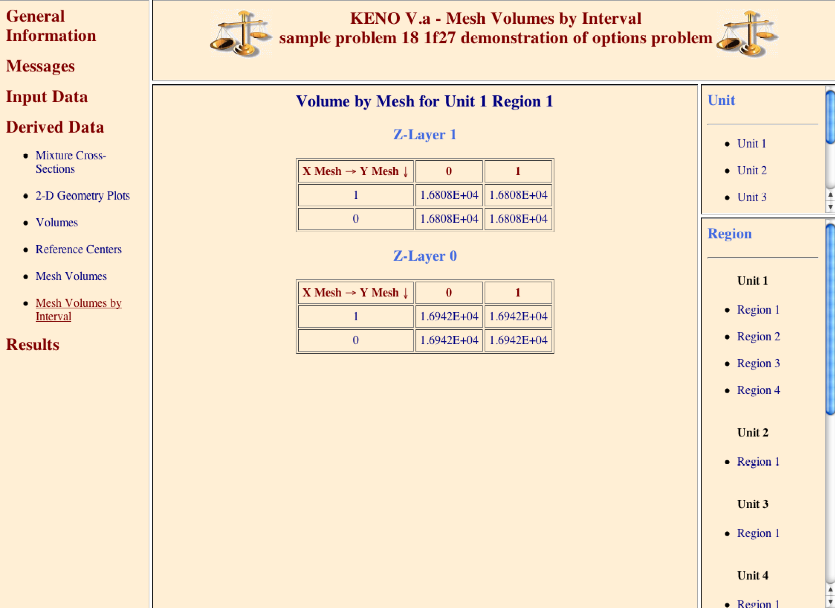 General
Information
Messages
Input Data
Derived Data
Mixture Cross-
Sections
2-D Geometry Plots
Volumes
Reference Centers
Mesh Volumes
Mesh Volumes by
Interval
Results
KENO V.a - Mesh Volumes by Interval
sample problem 18 1f27 demonstration of options problem
Volume by Mesh for Unit 1 Region 1
Z-Layer 1
X Mesh → Y Mesh ↓ 0 1
1 1.6808E+04 1.6808E+04
0 1.6808E+04 1.6808E+04
Z-Layer 0
X Mesh → Y Mesh ↓ 0 1
1 1.6942E+04 1.6942E+04
0 1.6942E+04 1.6942E+04
Unit
Unit 1
Unit 2
Unit 3
Region
Unit 1
Region 1
Region 2
Region 3
Region 4
Unit 2
Region 1
Unit 3
Region 1
Unit 4
Region 1